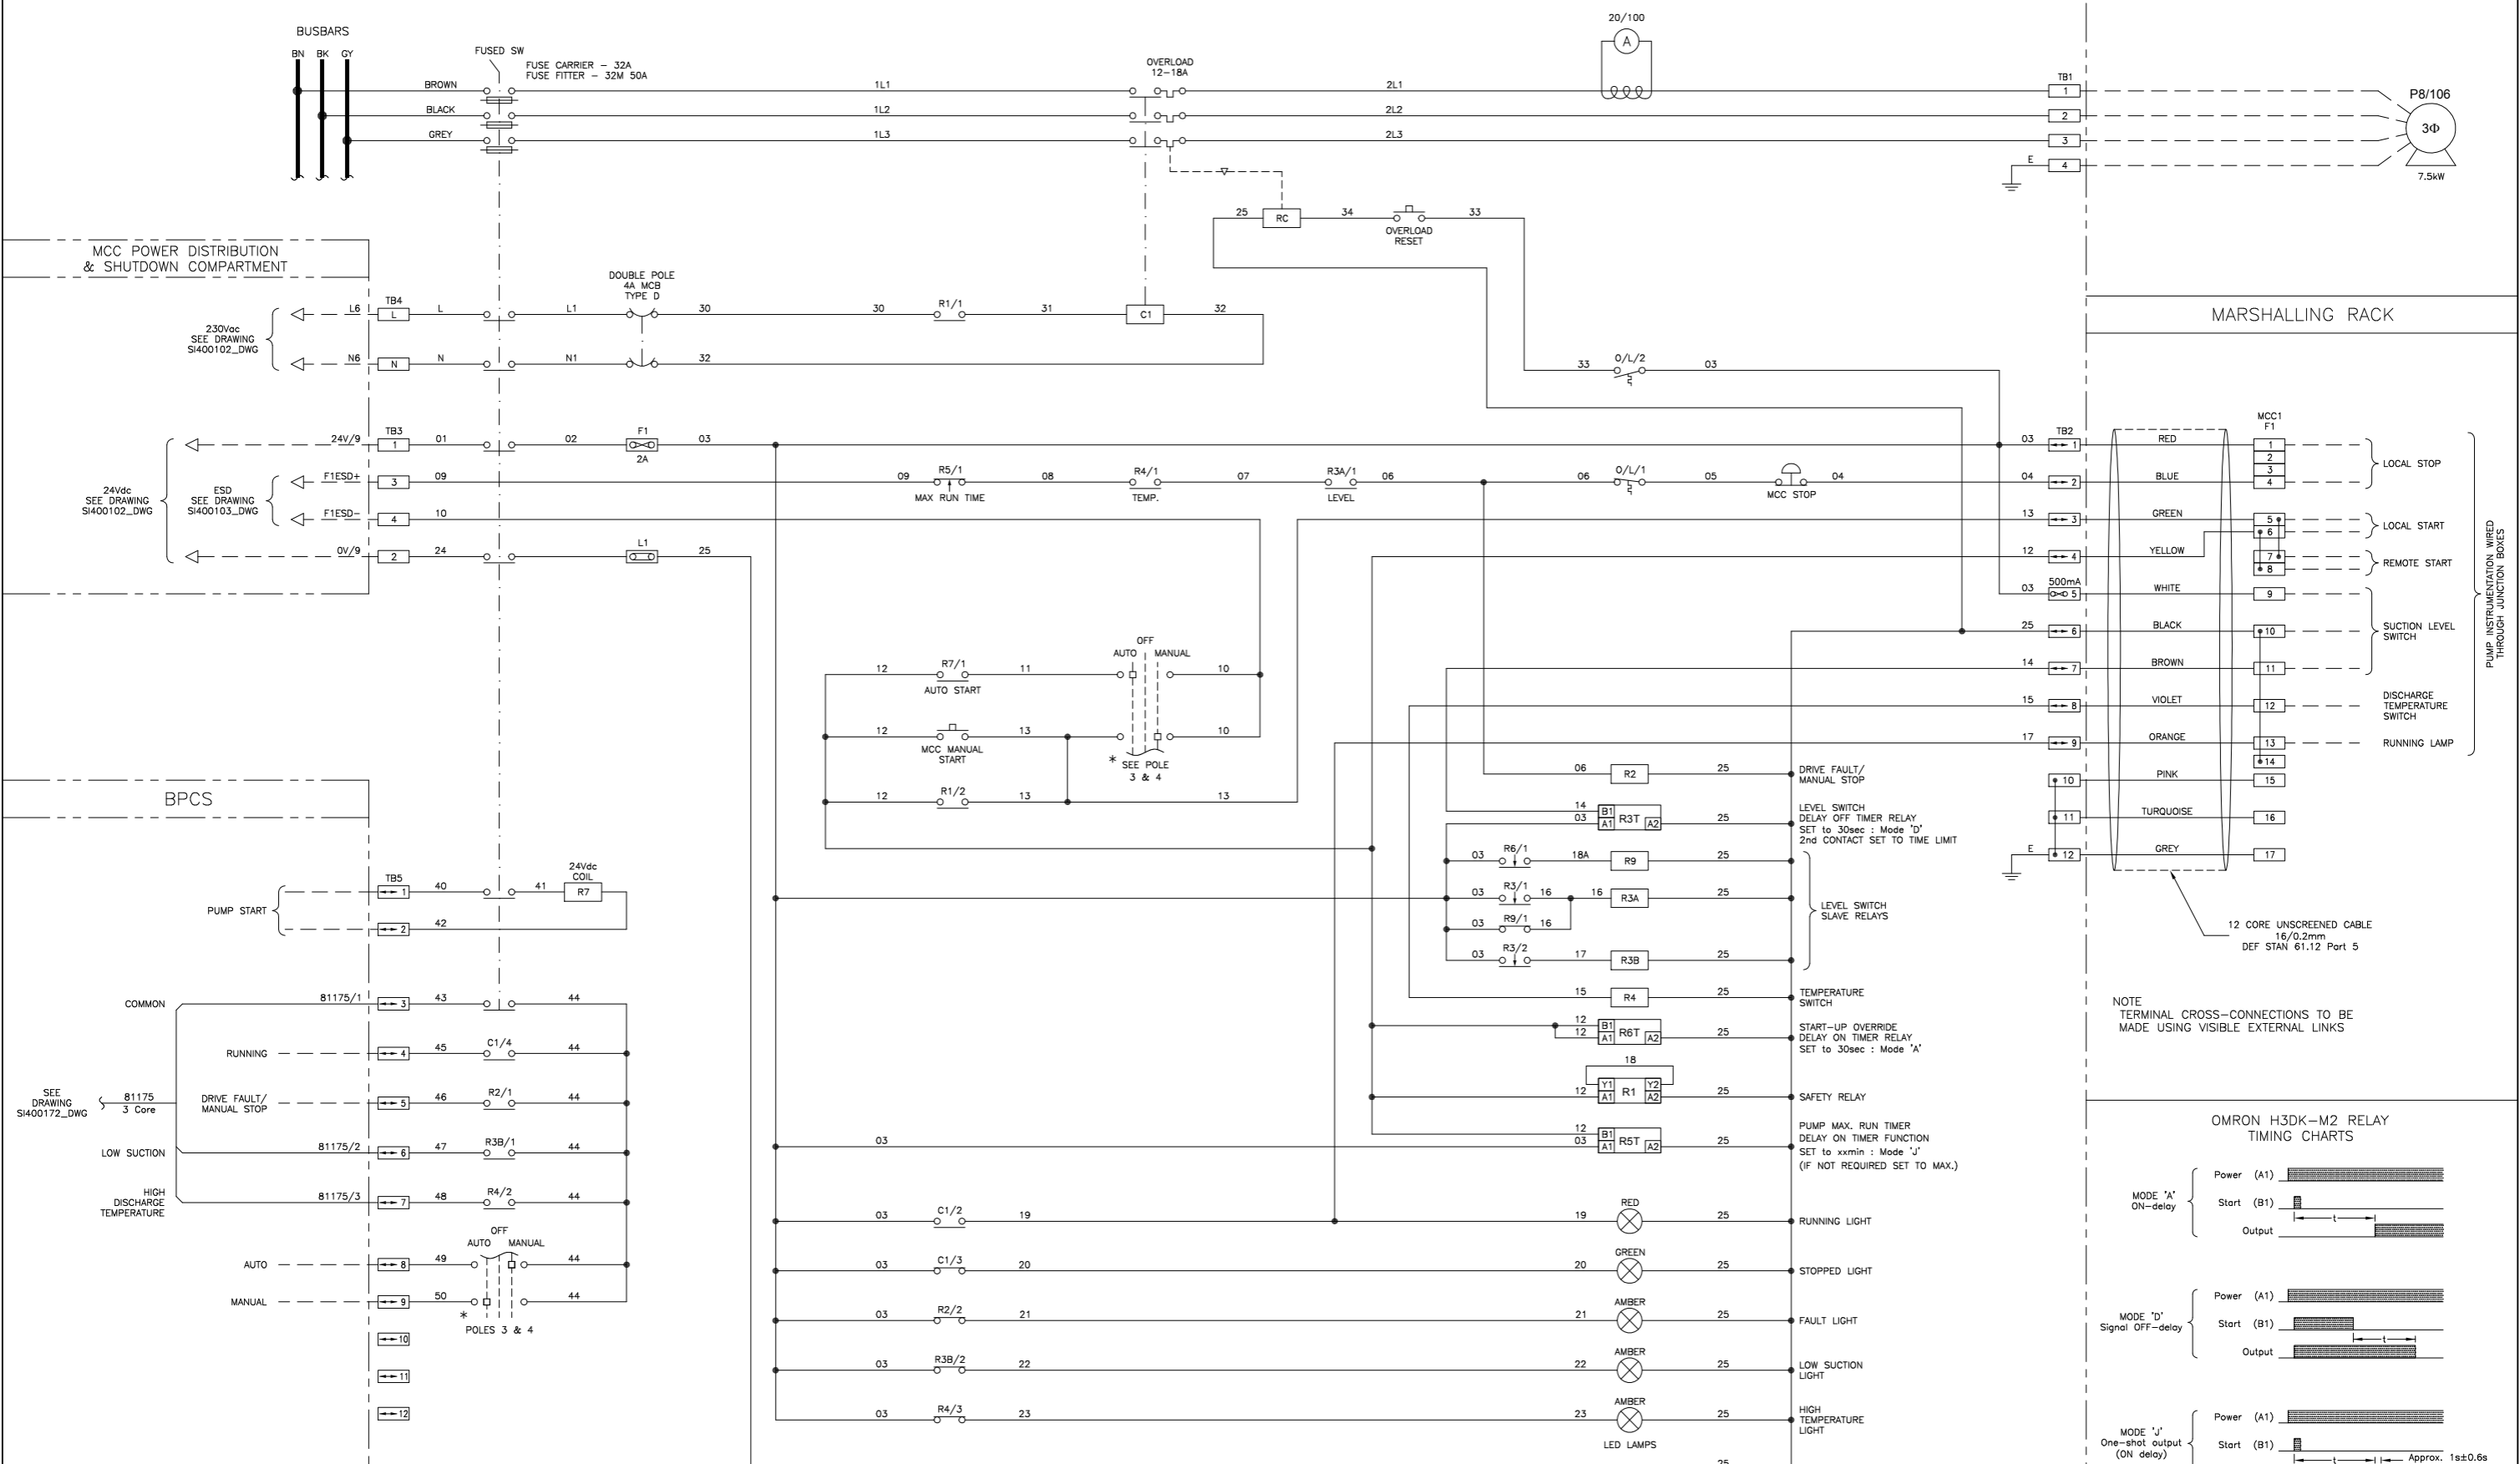 20/100
BUSBARS
BN BK GY
FUSED SW
FUSE CARRIER – 32A
FUSE FITTER – 32M 50A
OVERLOAD
12–18A
A
BROWN 1L1 2L1
BLACK 1L2 2L2
GREY 1L3 2L3
TB1
1
2
3
E 4
P8/106
3Φ
7.5kW
25 RC 34 33
OVERLOAD
RESET
MCC POWER DISTRIBUTION
& SHUTDOWN COMPARTMENT
DOUBLE POLE
4A MCB
TYPE D
TB4
L6 L L L1 30 30 R1/1 31 C1 32
230Vac
SEE DRAWING
SI400102_DWG
N6 N N N1 32
33 O/L/2 03
MARSHALLING RACK
TB3
24V/9 1 01 02 F1 03
2A
F1ESD+ 3 09 09 R5/1 08 R4/1 07 R3A/1 06 06 O/L/1 05 04
MAX RUN TIME TEMP. LEVEL MCC STOP
24Vdc
SEE DRAWING
SI400102_DWG
ESD
SEE DRAWING
SI400103_DWG
F1ESD– 4 10
0V/9 2 24 L1 25
MCC1
F1
TB2
03 1 RED 1
2
3
04 2 BLUE 4
LOCAL STOP
13 3 GREEN 5
6
LOCAL START
12 4 YELLOW 7
8
REMOTE START
500mA
03 5 WHITE 9
25 6 BLACK 10
SUCTION LEVEL
SWITCH
14 7 BROWN 11
15 8 VIOLET 12
DISCHARGE
TEMPERATURE
SWITCH
17 9 ORANGE 13 RUNNING LAMP
14
10 PINK 15
11 TURQUOISE 16
E 12 GREY 17
PUMP INSTRUMENTATION WIRED
THROUGH JUNCTION BOXES
12 CORE UNSCREENED CABLE
16/0.2mm
DEF STAN 61.12 Part 5
NOTE
TERMINAL CROSS–CONNECTIONS TO BE
MADE USING VISIBLE EXTERNAL LINKS
OFF
AUTO MANUAL
12 R7/1 11 10
AUTO START
12 13 10
MCC MANUAL
START
* SEE POLE
3 & 4
12 R1/2 13 13
06 R2 25 DRIVE FAULT/
MANUAL STOP
14 B1
03 A1 R3T A2 25
LEVEL SWITCH
DELAY OFF TIMER RELAY
SET to 30sec : Mode 'D'
2nd CONTACT SET TO TIME LIMIT
03 R6/1 18A R9 25
03 R3/1 16 16 R3A 25
03 R9/1 16
LEVEL SWITCH
SLAVE RELAYS
03 R3/2 17 R3B 25
15 R4 25 TEMPERATURE
SWITCH
12 B1
12 A1 R6T A2 25
START–UP OVERRIDE
DELAY ON TIMER RELAY
SET to 30sec : Mode 'A'
18
Y1 Y2
12 A1 R1 A2 25 SAFETY RELAY
12 B1
03 03 A1 R5T A2 25
PUMP MAX. RUN TIMER
DELAY ON TIMER FUNCTION
SET to xxmin : Mode 'J'
(IF NOT REQUIRED SET TO MAX.)
RED
03 C1/2 19 19 25 RUNNING LIGHT
GREEN
03 C1/3 20 20 25 STOPPED LIGHT
AMBER
03 R2/2 21 21 25 FAULT LIGHT
AMBER
03 R3B/2 22 22 25 LOW SUCTION
LIGHT
AMBER
03 R4/3 23 23 25 HIGH
TEMPERATURE
LIGHT
LED LAMPS
25
BPCS
24Vdc
COIL
TB5
1 40 41 R7
PUMP START
2 42
COMMON 81175/1 3 43 44
RUNNING 4 45 C1/4 44
SEE
DRAWING
SI400172_DWG
81175
3 Core
DRIVE FAULT/
MANUAL STOP
5 46 R2/1 44
LOW SUCTION 81175/2 6 47 R3B/1 44
HIGH
DISCHARGE
TEMPERATURE
81175/3 7 48 R4/2 44
OFF
AUTO MANUAL
AUTO 8 49 44
MANUAL 9 50 44
*
POLES 3 & 4
10
11
12
OMRON H3DK–M2 RELAY
TIMING CHARTS
MODE 'A'
ON–delay
Power (A1)
Start (B1)
t
Output
MODE 'D'
Signal OFF–delay
Power (A1)
Start (B1)
t
Output
MODE 'J'
One–shot output
(ON delay)
Power (A1)
Start (B1)
t
Approx. 1s±0.6s